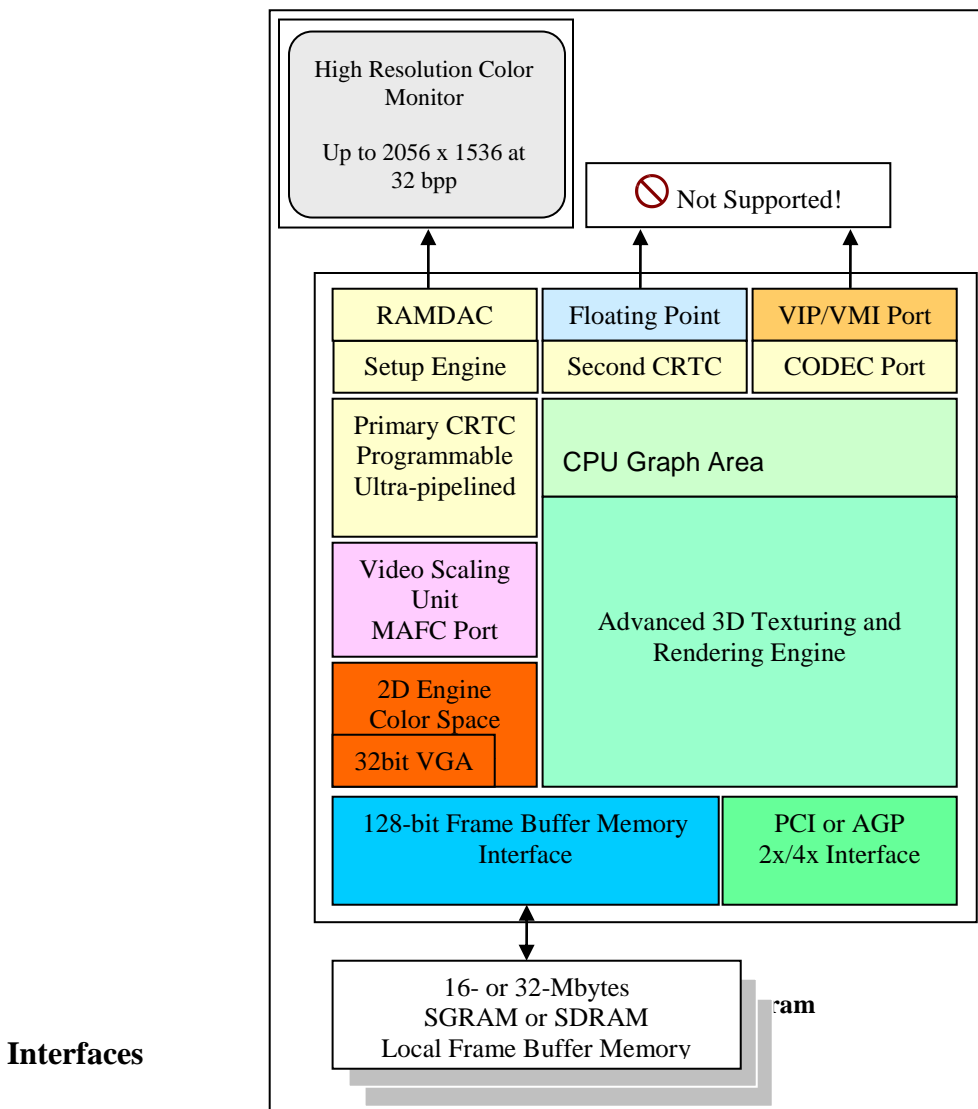 High Resolution Color
Monitor
Up to 2056 x 1536 at
32 bpp
Not Supported!
RAMDAC
Floating Point
VIP/VMI Port
Setup Engine
Second CRTC
CODEC Port
Primary CRTC
Programmable
Ultra-pipelined
CPU Graph Area
Video Scaling
Unit
MAFC Port
Advanced 3D Texturing and
Rendering Engine
2D Engine
Color Space
32bit VGA
128-bit Frame Buffer Memory
Interface
PCI or AGP
2x/4x Interface
16- or 32-Mbytes
SGRAM or SDRAM
Local Frame Buffer Memory
Interfaces